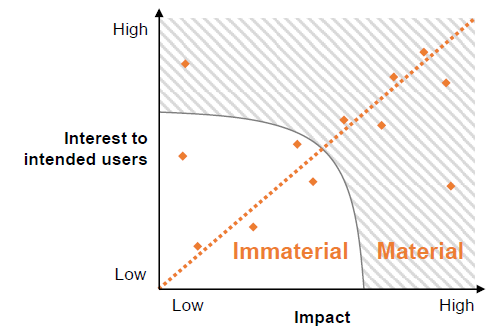 High
Interest to
intended users
Immaterial
Material
Low
Low
High
Impact